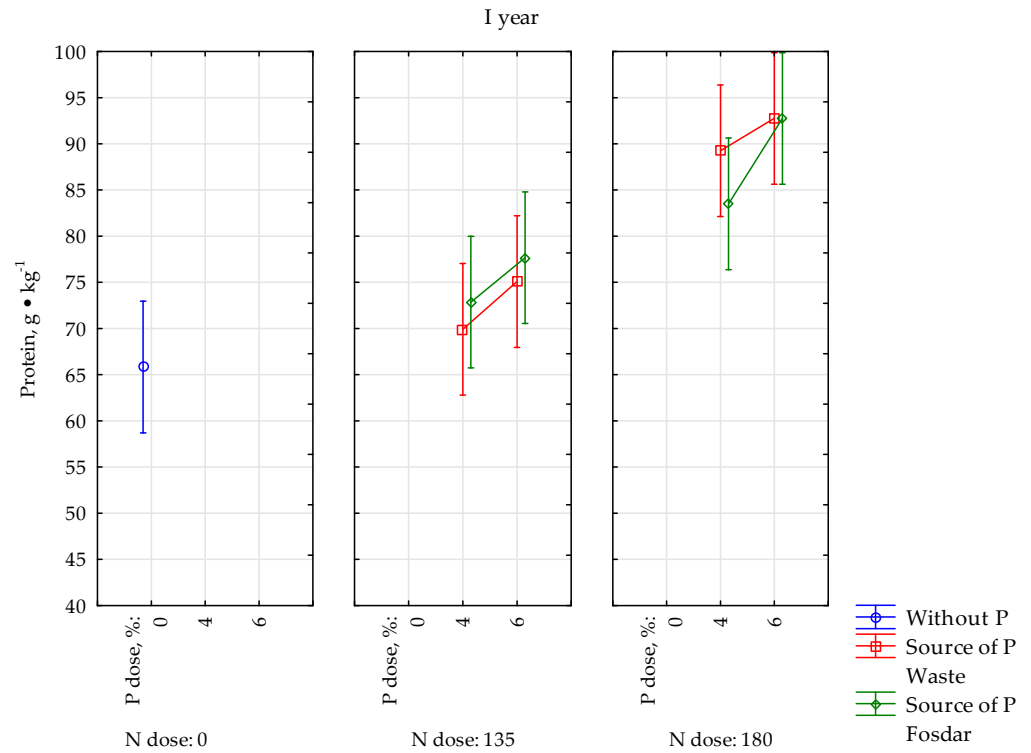 I year
Protein, g • kg-1
100
95
90
85
80
75
70
65
60
55
50
45
40
P dose, %:
0
4
6
N dose: 0
P dose, %:
0
4
6
N dose: 135
P dose, %:
0
4
6
N dose: 180
Without P
Source of P
Waste
Source of P
Fosdar